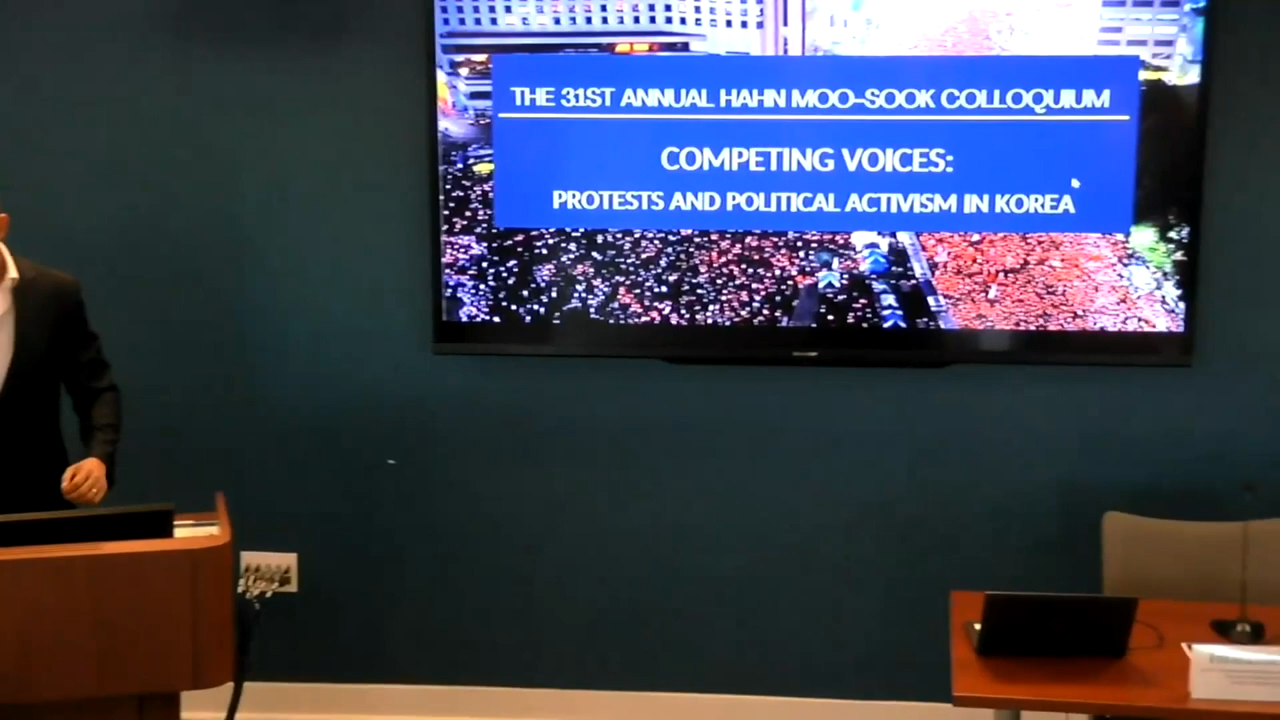 THE 31ST ANNUAL HAHN MOO-SOOK COLLOQUIUM
COMPETING VOICES:
PROTESTS AND POLITICAL ACTIVISM IN KOREA